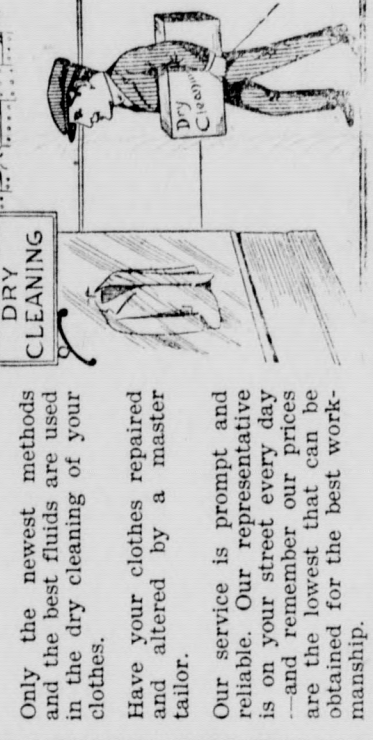 DRY
CLEANING
Dry
Cleaning
Only the newest methods
and the best fluids are used
in the dry cleaning of your
clothes.
Have your clothes repaired
and altered by a master
tailor.
Our service is prompt and
reliable. Our representative
is on your street every day
—and remember our prices
are the lowest that can be
obtained for the best work-
manship.